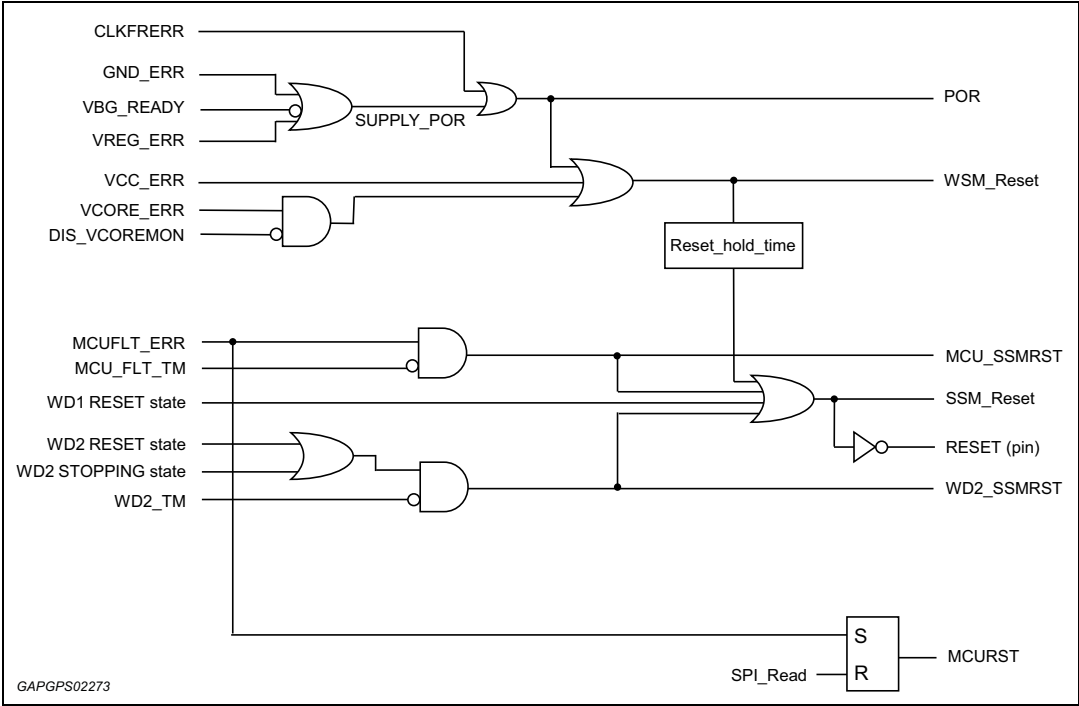 CLKFRERR
GND_ERR
VBG_READY
VREG_ERR
SUPPLY_POR
POR
VCC_ERR
VCORE_ERR
DIS_VCOREMON
WSM_Reset
Reset_hold_time
MCUFLT_ERR
MCU_FLT_TM
WD1 RESET state
WD2 RESET state
WD2 STOPPING state
WD2_TM
MCU_SSMRST
SSM_Reset
RESET (pin)
WD2_SSMRST
S
R
SPI_Read
MCURST
GAPGPS02273